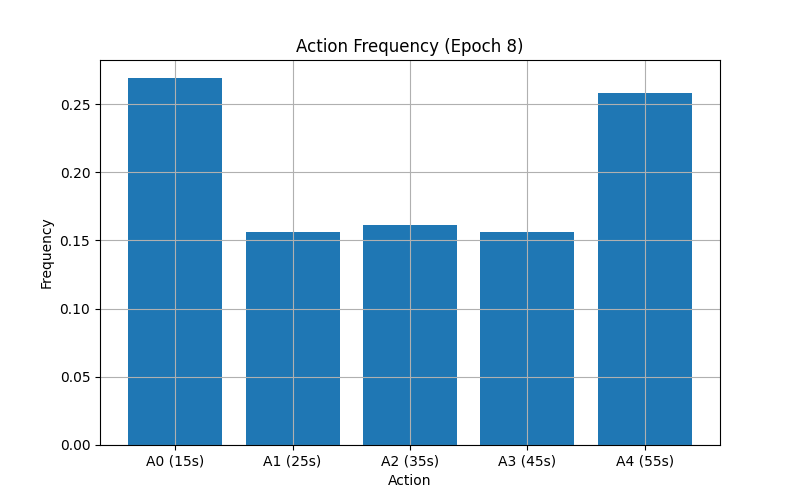 Action Frequency (Epoch 8)
Frequency
0.25
0.20
0.15
0.10
0.05
0.00
A0 (15s) A1 (25s) A2 (35s) A3 (45s) A4 (55s)
Action